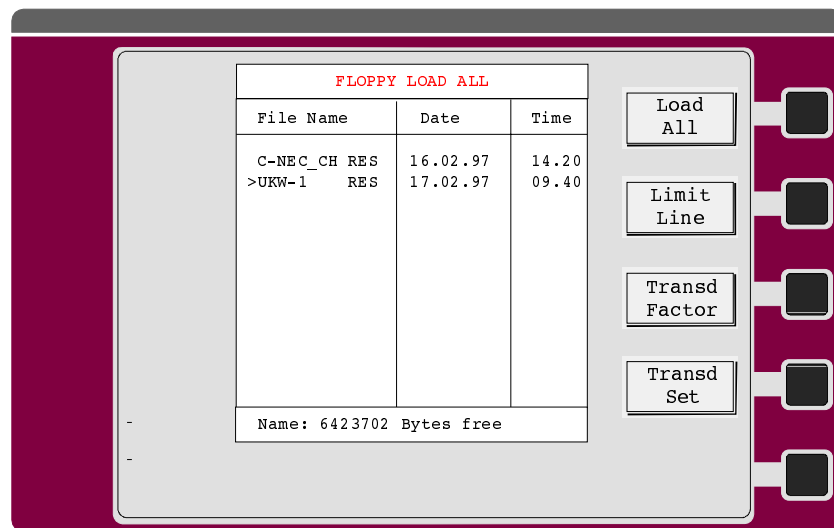 FLOPPY LOAD ALL
File Name Date Time
C-NEC_CH RES 16.02.97 14.20
>UKW-1 RES 17.02.97 09.40
Name: 6423702 Bytes free
Load
All
Limit
Line
Transd
Factor
Transd
Set
-
-